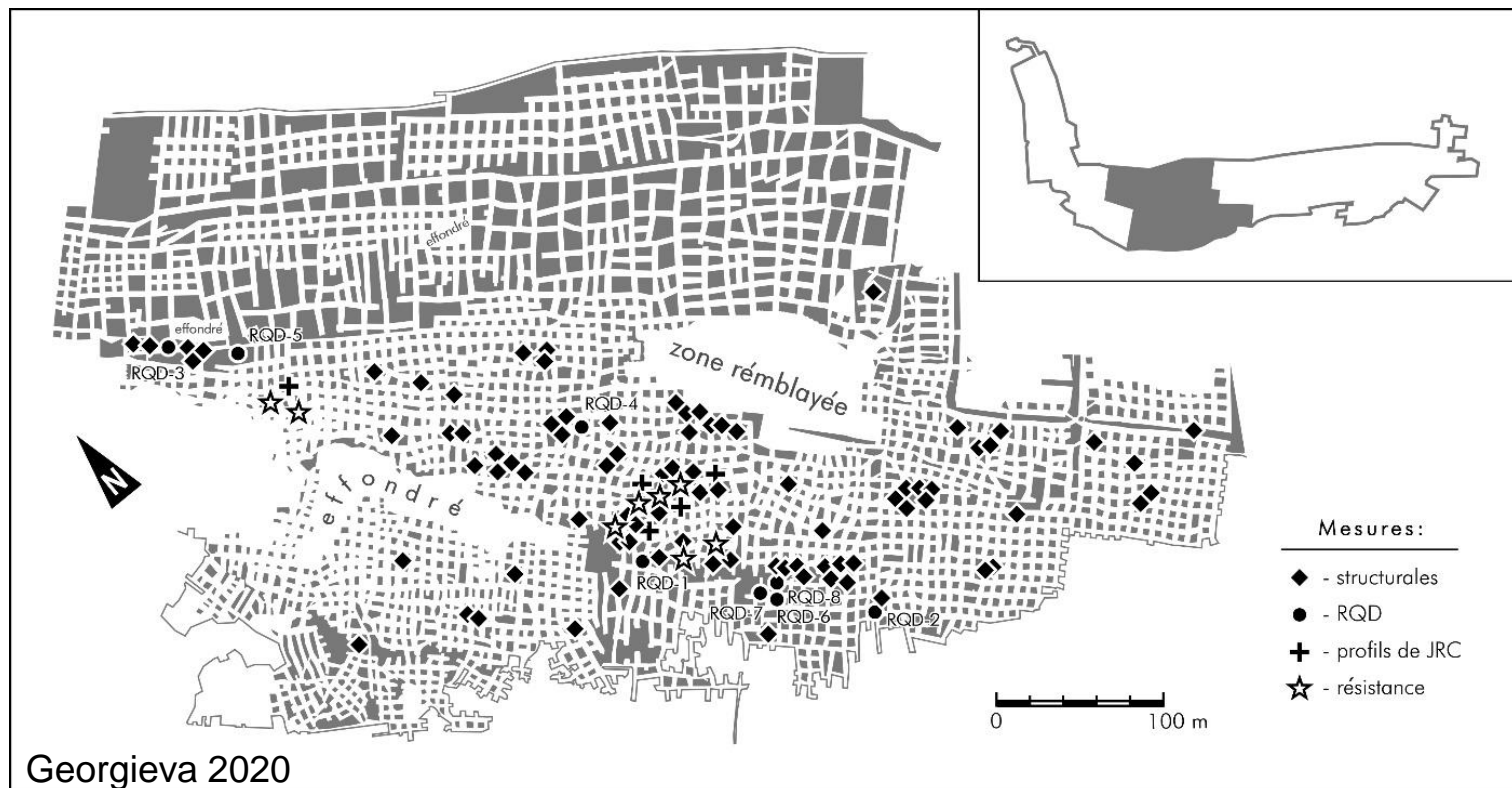 effondré
effondré
RQD-5
RQD-3
zone rémblayée
RQD-4
effondré
N
RQD-1
RQD-8
RQD-7
RQD-6
RQD-2
Mesures:
- structurales
- RQD
- profils de JRC
- résistance
0 100 m
Georgieva 2020